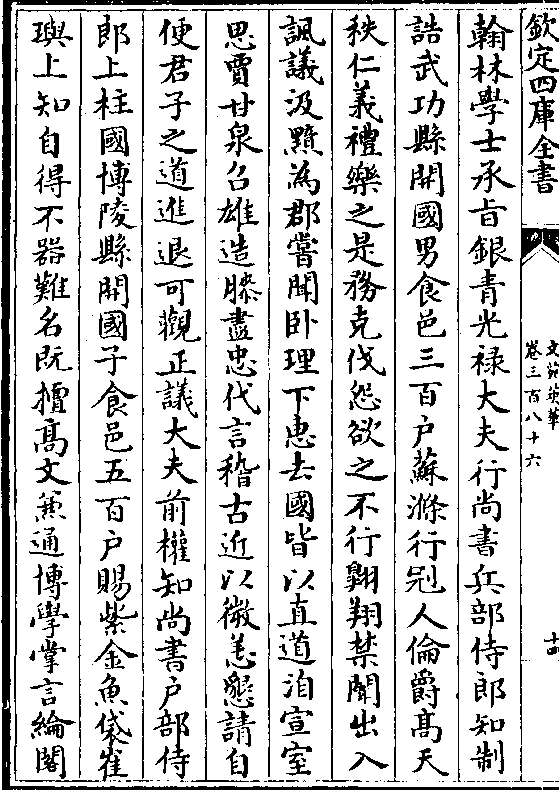 欽定四庫全書
文苑英華
卷三百八十六
十四
翰林學士承旨銀青光禄大夫行尚書兵部侍郎知制
誥武功縣開國男食邑三百户蘇滌行冠人倫爵髙天
秩仁義禮樂之是務克伐怨欲之不行翺翔禁闈出入
諷議汲黯為郡嘗聞卧理下惠去國皆以直道洎宣室
思賈甘泉召雄造膝盡忠代言稽古近以微恙懇請自
便君子之道進退可觀正議大夫前權知尚書户部侍
郎上柱國博陵縣開國子食邑五百户賜紫金魚袋崔
璵上知自得不器難名既擅髙文兼通博學掌言綸閣